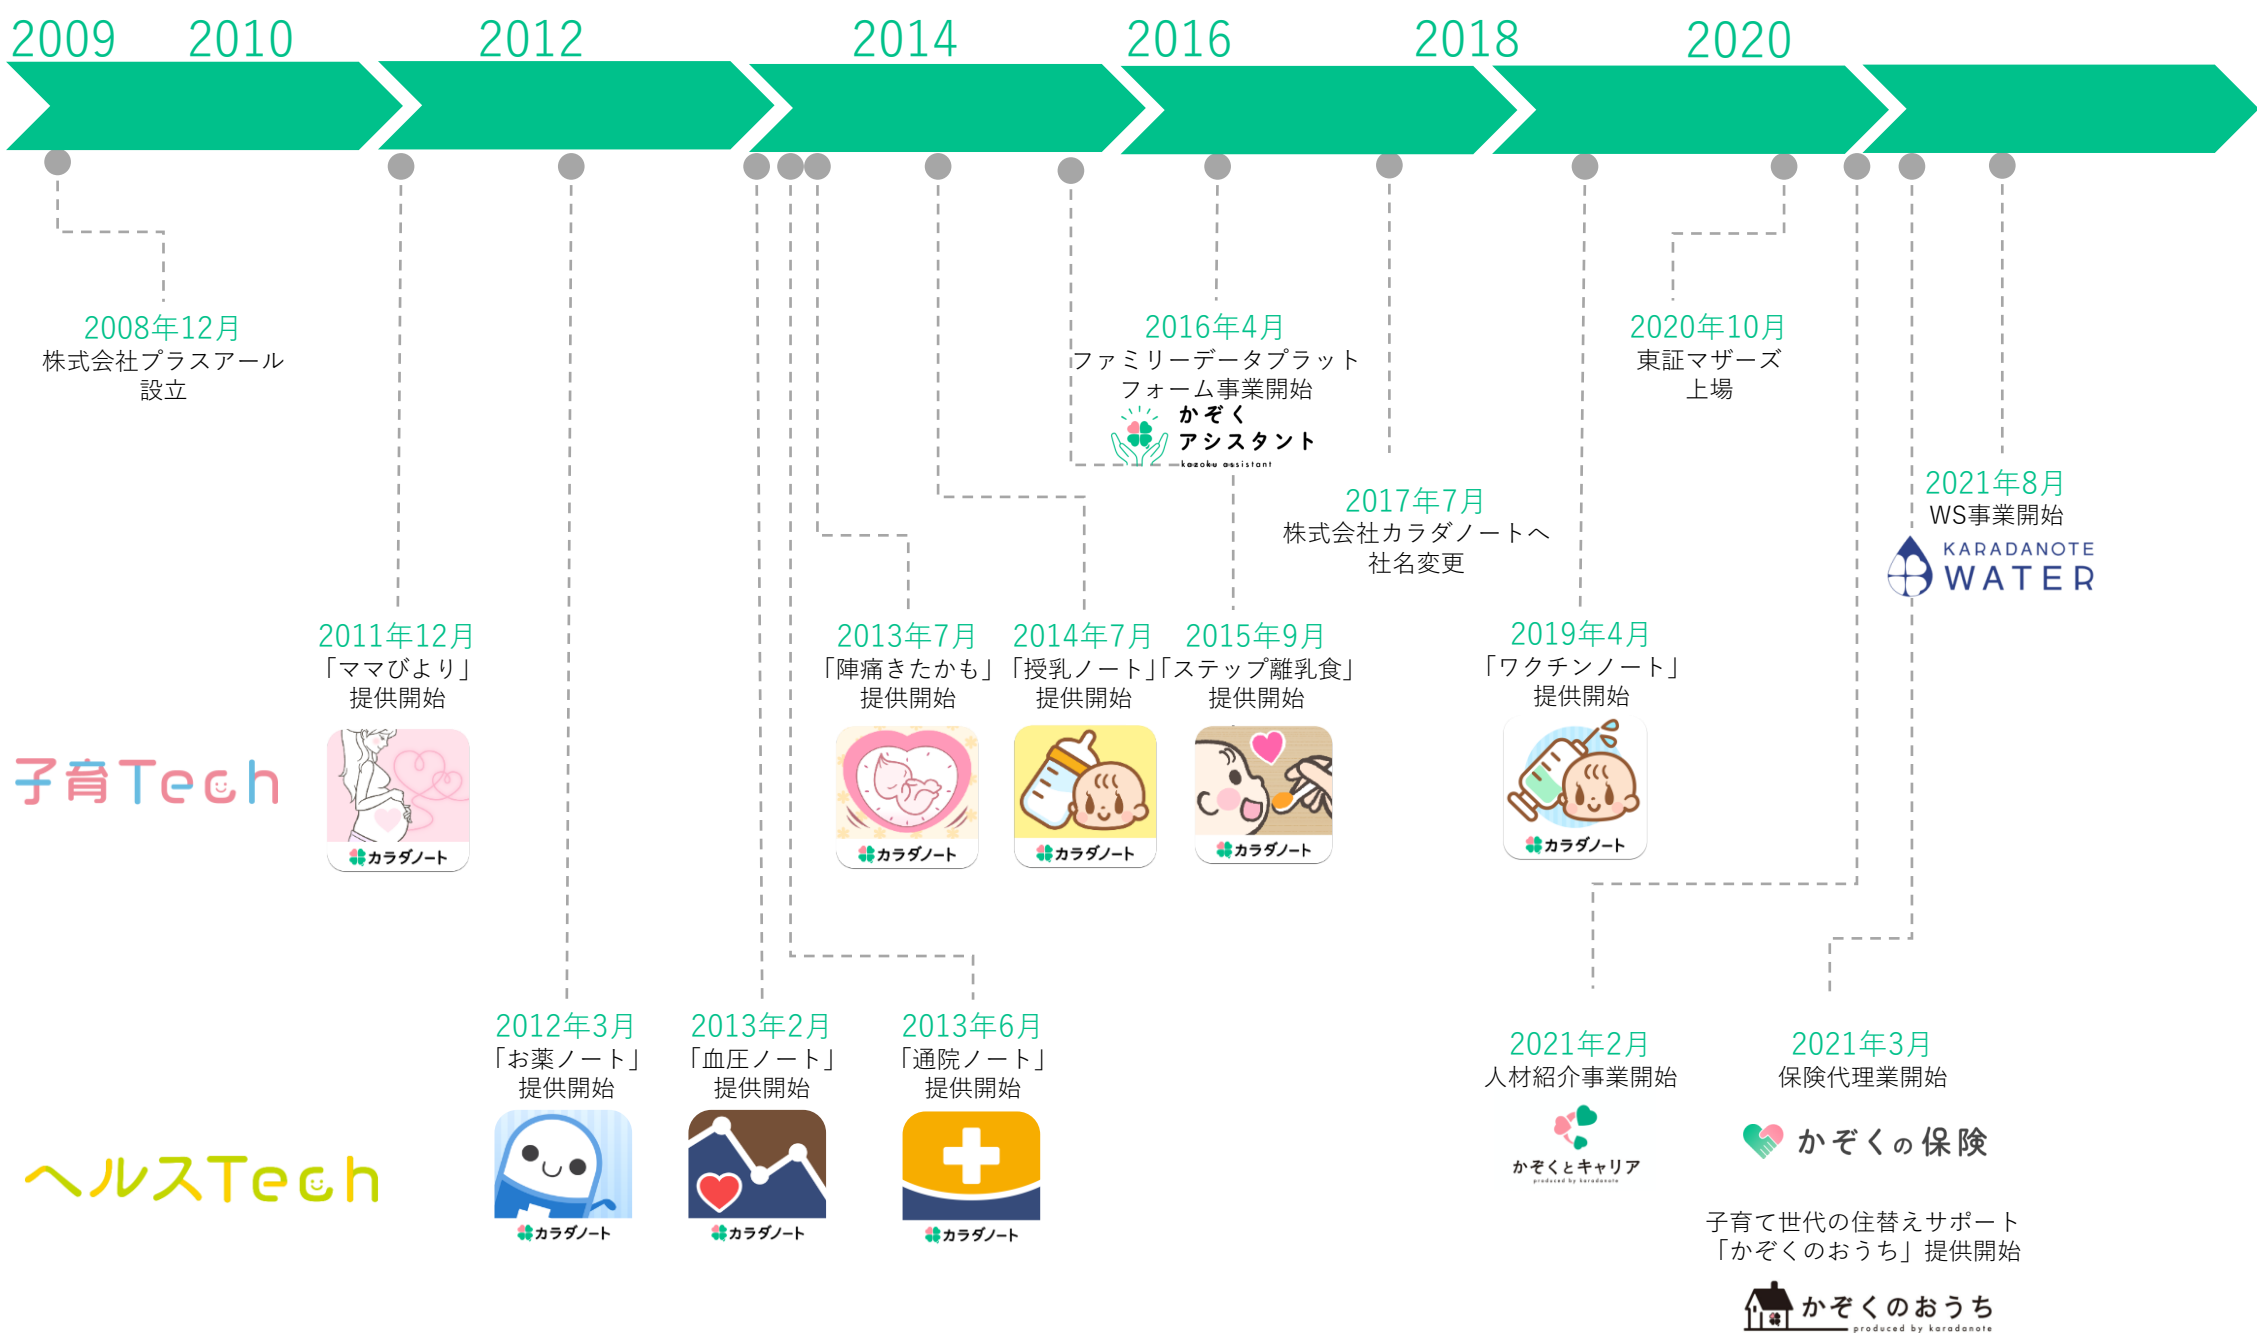 2009
2010
2012
2014
2016
2018
2020
2008年12月
株式会社プラスアール
設立
2016年4月
ファミリーデータプラット
フォーム事業開始
かぞく
アシスタント
kazoku assistant
2020年10月
東証マザーズ
上場
2017年7月
株式会社カラダノートへ
社名変更
2021年8月
WS事業開始
KARADANOTE
WATER
子育Tech
2011年12月
「ママびより」
提供開始
カラダノート
2013年7月
「陣痛きたかも」
提供開始
カラダノート
2014年7月
「授乳ノート」
提供開始
カラダノート
2015年9月
「ステップ離乳食」
提供開始
カラダノート
2019年4月
「ワクチンノート」
提供開始
カラダノート
ヘルスTech
2012年3月
「お薬ノート」
提供開始
カラダノート
2013年2月
「血圧ノート」
提供開始
カラダノート
2013年6月
「通院ノート」
提供開始
カラダノート
2021年2月
人材紹介事業開始
かぞくとキャリア
produced by karadanote
2021年3月
保険代理業開始
かぞくの保険
子育て世代の住替えサポート
「かぞくのおうち」提供開始
かぞくのおうち
produced by karadanote